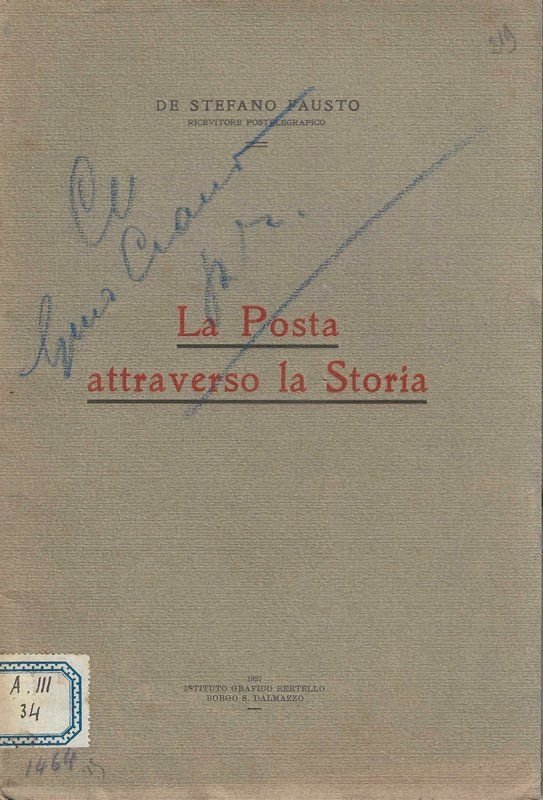 219
DE STEFANO FAUSTO
RICEVITORE POSTELEGRAFICO
La Posta
attraverso la Storia
1927
ISTITUTO GRAFICO BERTELLO
BORGO S. DALMAZZO
A. III
34
1464